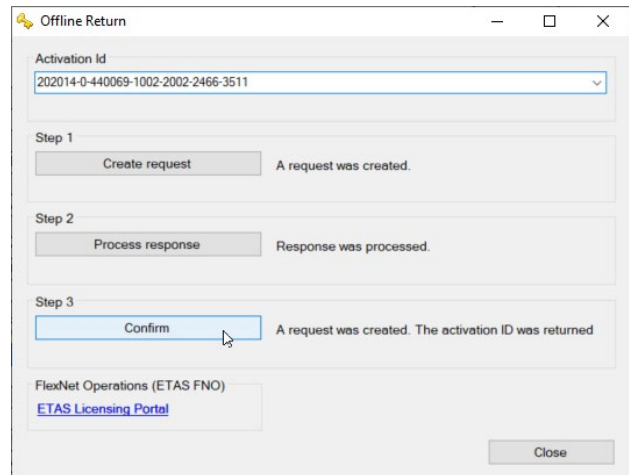 Offline Return
Activation Id
202014-0-440069-1002-2002-2466-3511
Step 1
Create request
A request was created.
Step 2
Process response
Response was processed.
Step 3
Confirm
A request was created. The activation ID was returned
FlexNet Operations (ETAS FNO)
ETAS Licensing Portal
Close